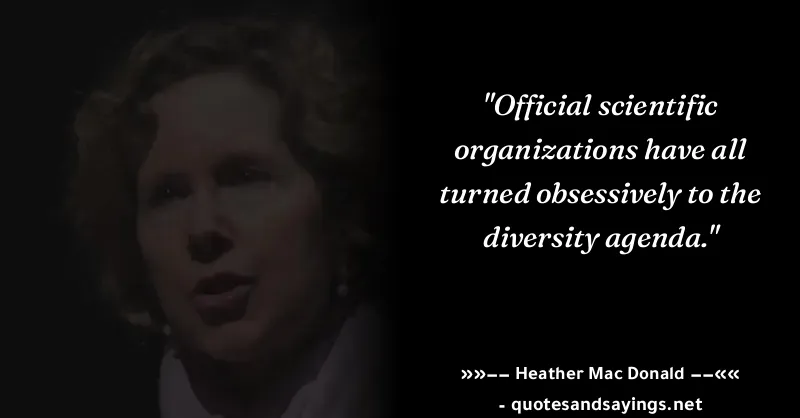 "Official scientific
organizations have all
turned obsessively to the
diversity agenda."
»»–– Heather Mac Donald ––««
- quotesandsayings.net